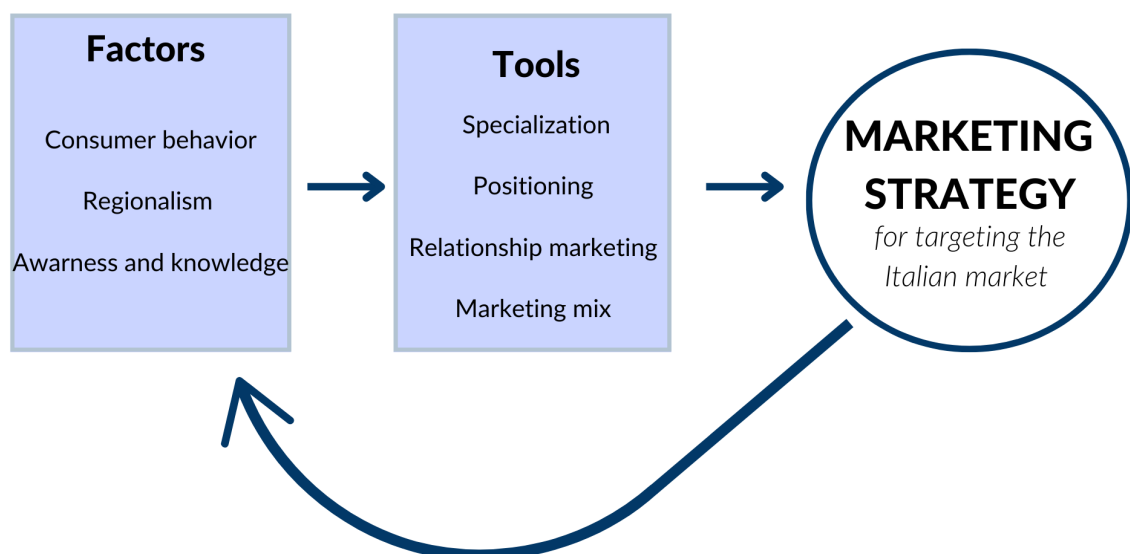 Factors
Consumer behavior
Regionalism
Awarness and knowledge
Tools
Specialization
Positioning
Relationship marketing
Marketing mix
MARKETING
STRATEGY
for targeting the
Italian market